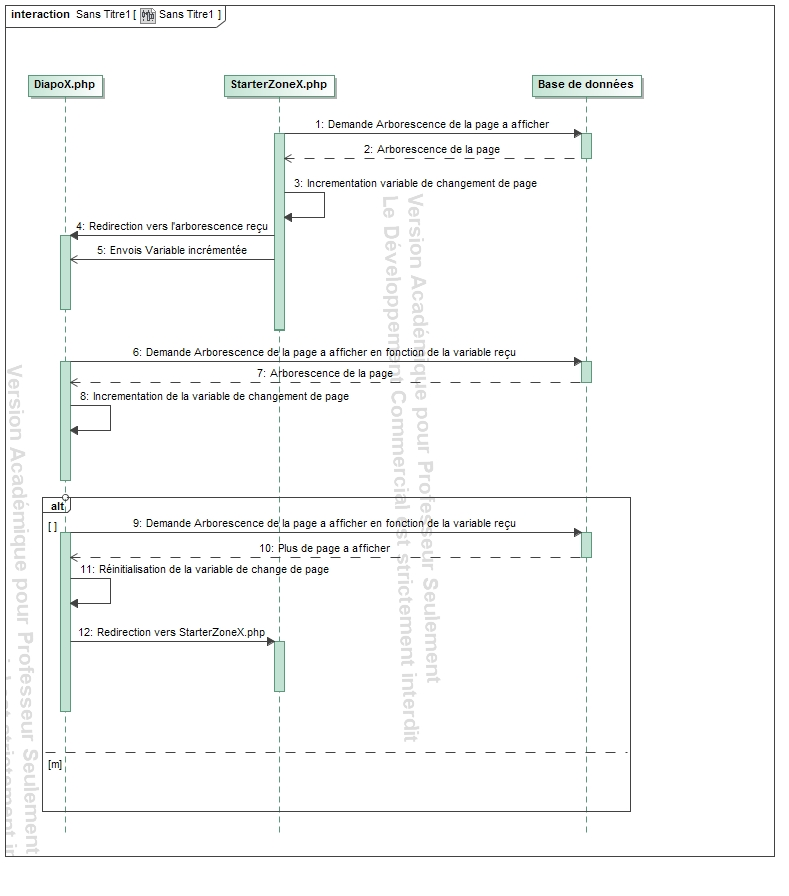 interaction Sans Titre1 [ Sans Titre1 ]
DiapoX.php
StarterZoneX.php
Base de données
1: Demande Arborescence de la page a afficher
2: Arborescence de la page
3: Incrementation variable de changement de page
4: Redirection vers l'arborescence reçu
5: Envois Variable incrémentée
6: Demande Arborescence de la page a afficher en fonction de la variable reçu
7: Arborescence de la page
8: Incrementation de la variable de changement de page
alt
[ ]
9: Demande Arborescence de la page a afficher en fonction de la variable reçu
10: Plus de page a afficher
11: Réinitialisation de la variable de change de page
12: Redirection vers StarterZoneX.php
[m]
Version Académique pour Professeur Seulement
Le Développement Commercial est strictement interdit
Version Académique pour Professeur Seulement